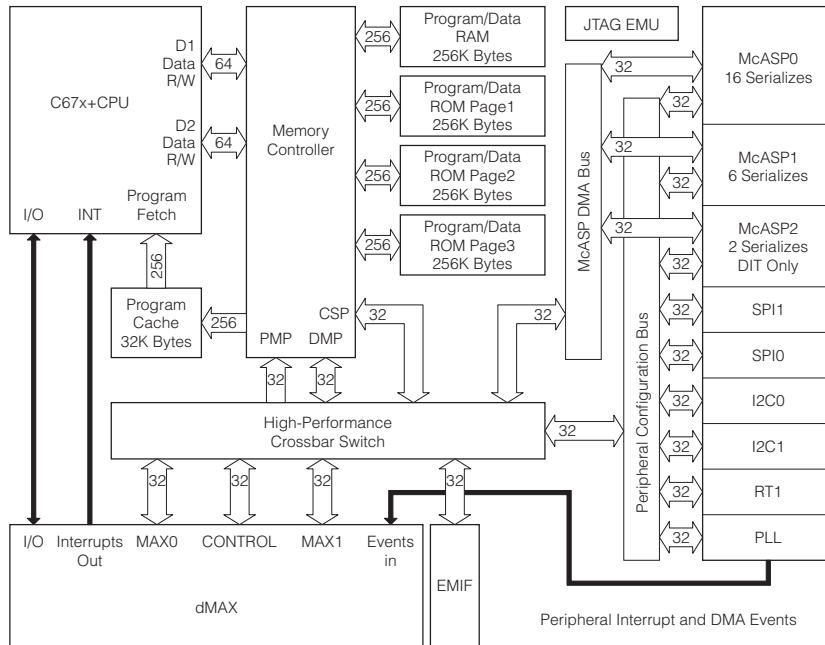 C67x+CPU
D1
Data
R/W
D2
Data
R/W
I/O
INT
Program
Fetch
64
64
256
Program
Cache
32K Bytes
256
Memory
Controller
CSP
PMP
DMP
32
32
32
256
Program/Data
RAM
256K Bytes
256
Program/Data
ROM Page1
256K Bytes
256
Program/Data
ROM Page2
256K Bytes
256
Program/Data
ROM Page3
256K Bytes
High-Performance
Crossbar Switch
32
32
32
32
32
32
I/O
Interrupts
Out
MAX0
CONTROL
MAX1
Events
in
dMAX
EMIF
JTAG EMU
McASP DMA Bus
Peripheral Configuration Bus
32
32
McASP0
16 Serializes
32
32
McASP1
6 Serializes
32
32
McASP2
2 Serializes
DIT Only
32
SPI1
32
SPI0
32
I2C0
32
I2C1
32
RT1
32
PLL
Peripheral Interrupt and DMA Events